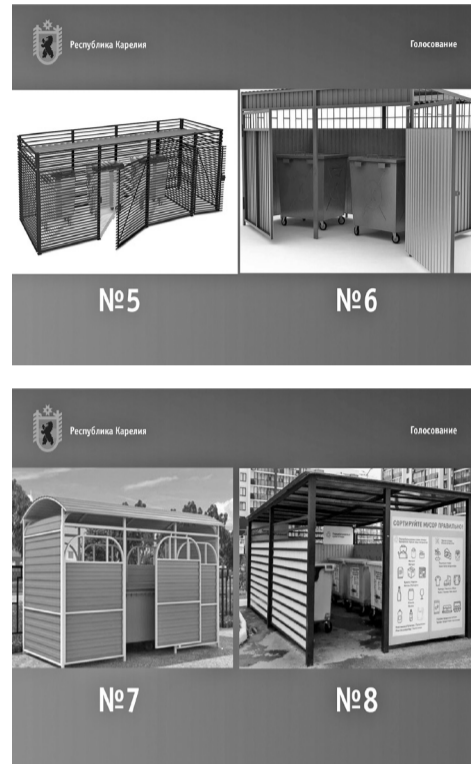 Республика Карелия
Голосование
№5
№6
Республика Карелия
Голосование
СОРТИРУЙТЕ МУСОР ПРАВИЛЬНО!
№7
№8